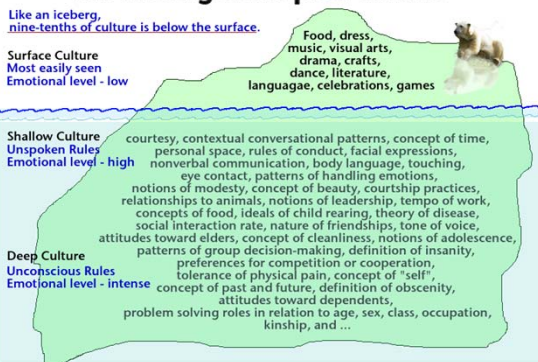 Like an iceberg,
nine-tenths of culture is below the surface.
Surface Culture
Most easily seen
Emotional level - low
Food, dress,
music, visual arts,
drama, crafts,
dance, literature,
languagae, celebrations, games
Shallow Culture
Unspoken Rules
Emotional level - high
courtesy, contextual conversational patterns, concept of time,
personal space, rules of conduct, facial expressions,
nonverbal communication, body language, touching,
eye contact, patterns of handling emotions,
notions of modesty, concept of beauty, courtship practices,
relationships to animals, notions of leadership, tempo of work,
concepts of food, ideals of child rearing, theory of disease,
social interaction rate, nature of friendships, tone of voice,
attitudes toward elders, concept of cleanliness, notions of adolescence,
patterns of group decision-making, definition of insanity,
preferences for competition or cooperation,
tolerance of physical pain, concept of "self",
concept of past and future, definition of obscenity,
attitudes toward dependents,
problem solving roles in relation to age, sex, class, occupation,
kinship, and ...
Deep Culture
Unconscious Rules
Emotional level - intense